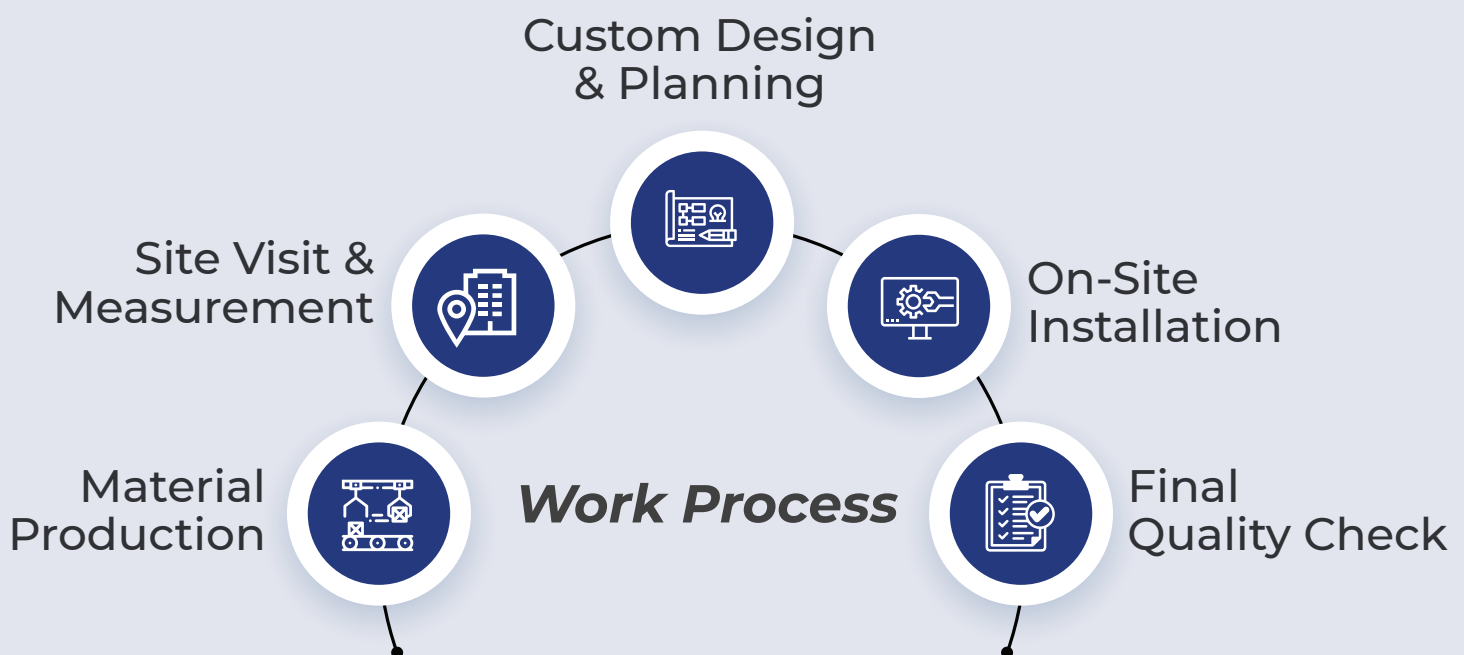 Custom Design
& Planning
Site Visit &
Measurement
On-Site
Installation
Material
Production
Work Process
Final
Quality Check